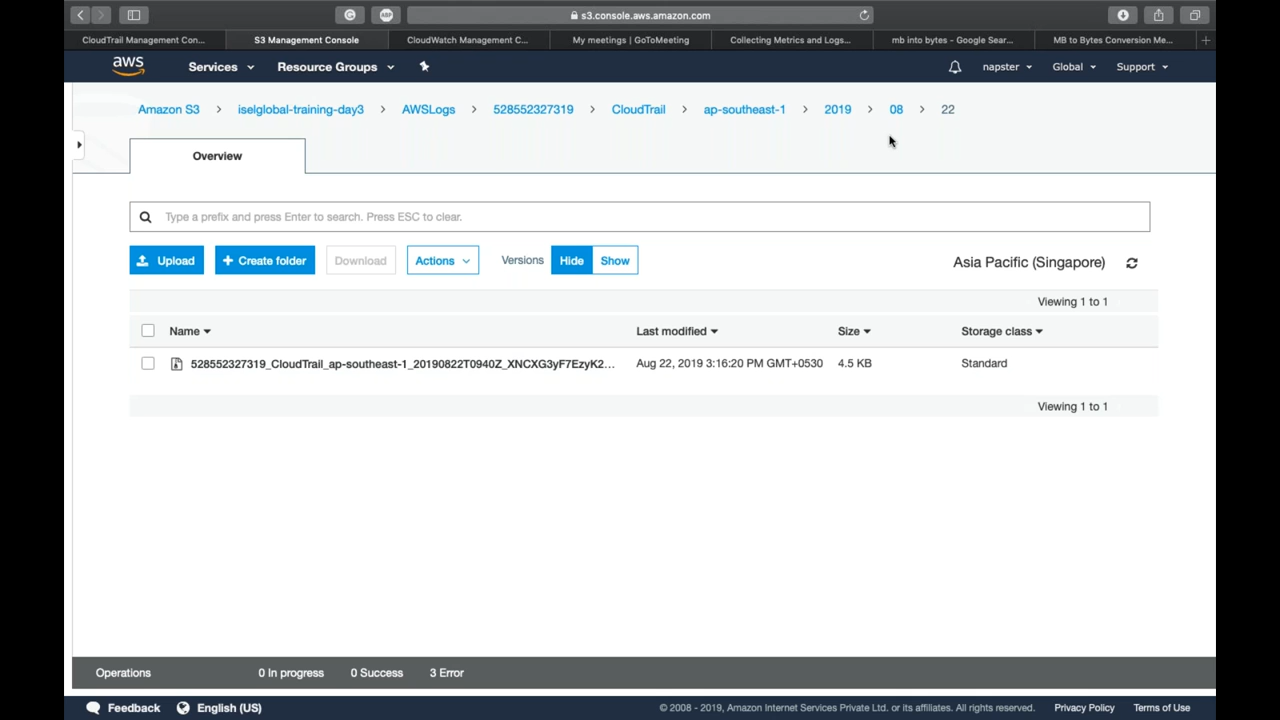 s3.console.aws.amazon.com
CloudTrail Management Con... S3 Management Console CloudWatch Management C... My meetings | GoToMeeting Collecting Metrics and Logs... mb into bytes - Google Sear... MB to Bytes Conversion Me...
aws Services Resource Groups napster Global Support
Amazon S3 iselglobal-training-day3 AWSLogs 528552327319 CloudTrail ap-southeast-1 2019 08 22
Overview
Type a prefix and press Enter to search. Press ESC to clear.
Upload + Create folder Download Actions Versions Hide Show Asia Pacific (Singapore)
Viewing 1 to 1
Name Last modified Size Storage class
528552327319_CloudTrail_ap-southeast-1_20190822T0940Z_XNCXG3yF7EzyK2... Aug 22, 2019 3:16:20 PM GMT+0530 4.5 KB Standard
Viewing 1 to 1
Operations 0 In progress 0 Success 3 Error
Feedback English (US) © 2008 - 2019, Amazon Internet Services Private Ltd. or its affiliates. All rights reserved. Privacy Policy Terms of Use